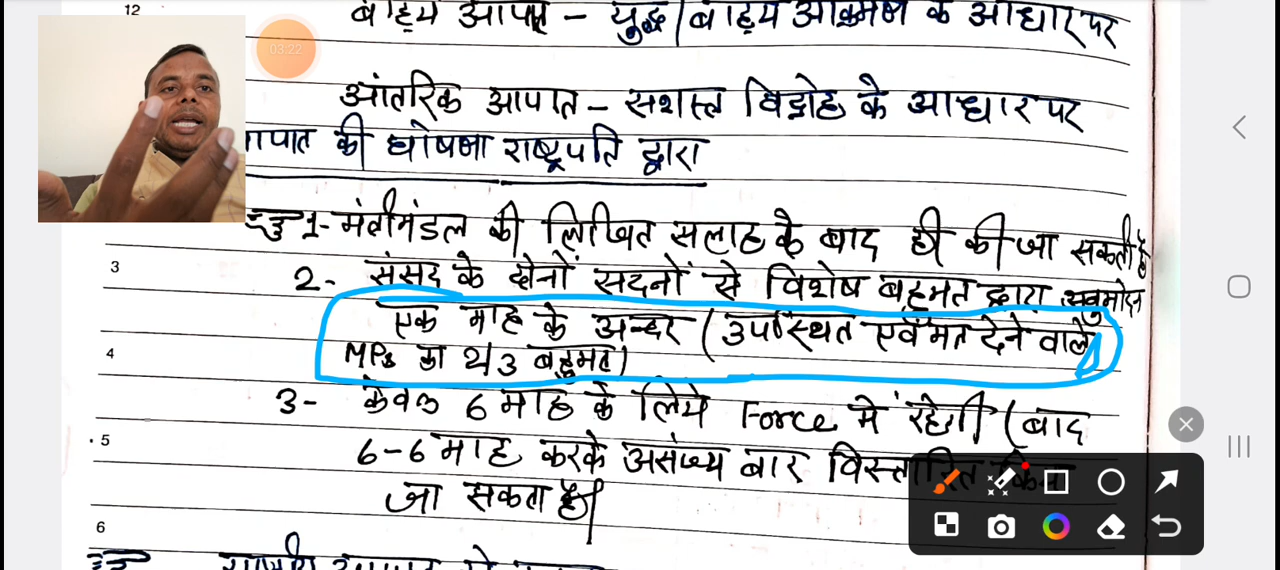 12
बाह्य आपात – युद्ध / बाह्य आक्रमण के आधार पर
03:22
आंतरिक आपात – सशस्त्र विद्रोह के आधार पर
ापात की घोषणा राष्ट्रपति द्वारा
1- मंत्रीमंडल की लिखित सलाह के बाद ही की जा सकती है
3
2- संसद के दोनों सदनों से विशेष बहुमत द्वारा अनुमोदन
एक माह के अन्दर ( उपस्थित एवं मत देने वाले
4
MPs का 2/3 बहुमत)
3- केवल 6 माह के लिये Force में रहेगी ( बाद
5
6-6 माह करके असंख्य बार विस्तारित
जा सकता है)
6